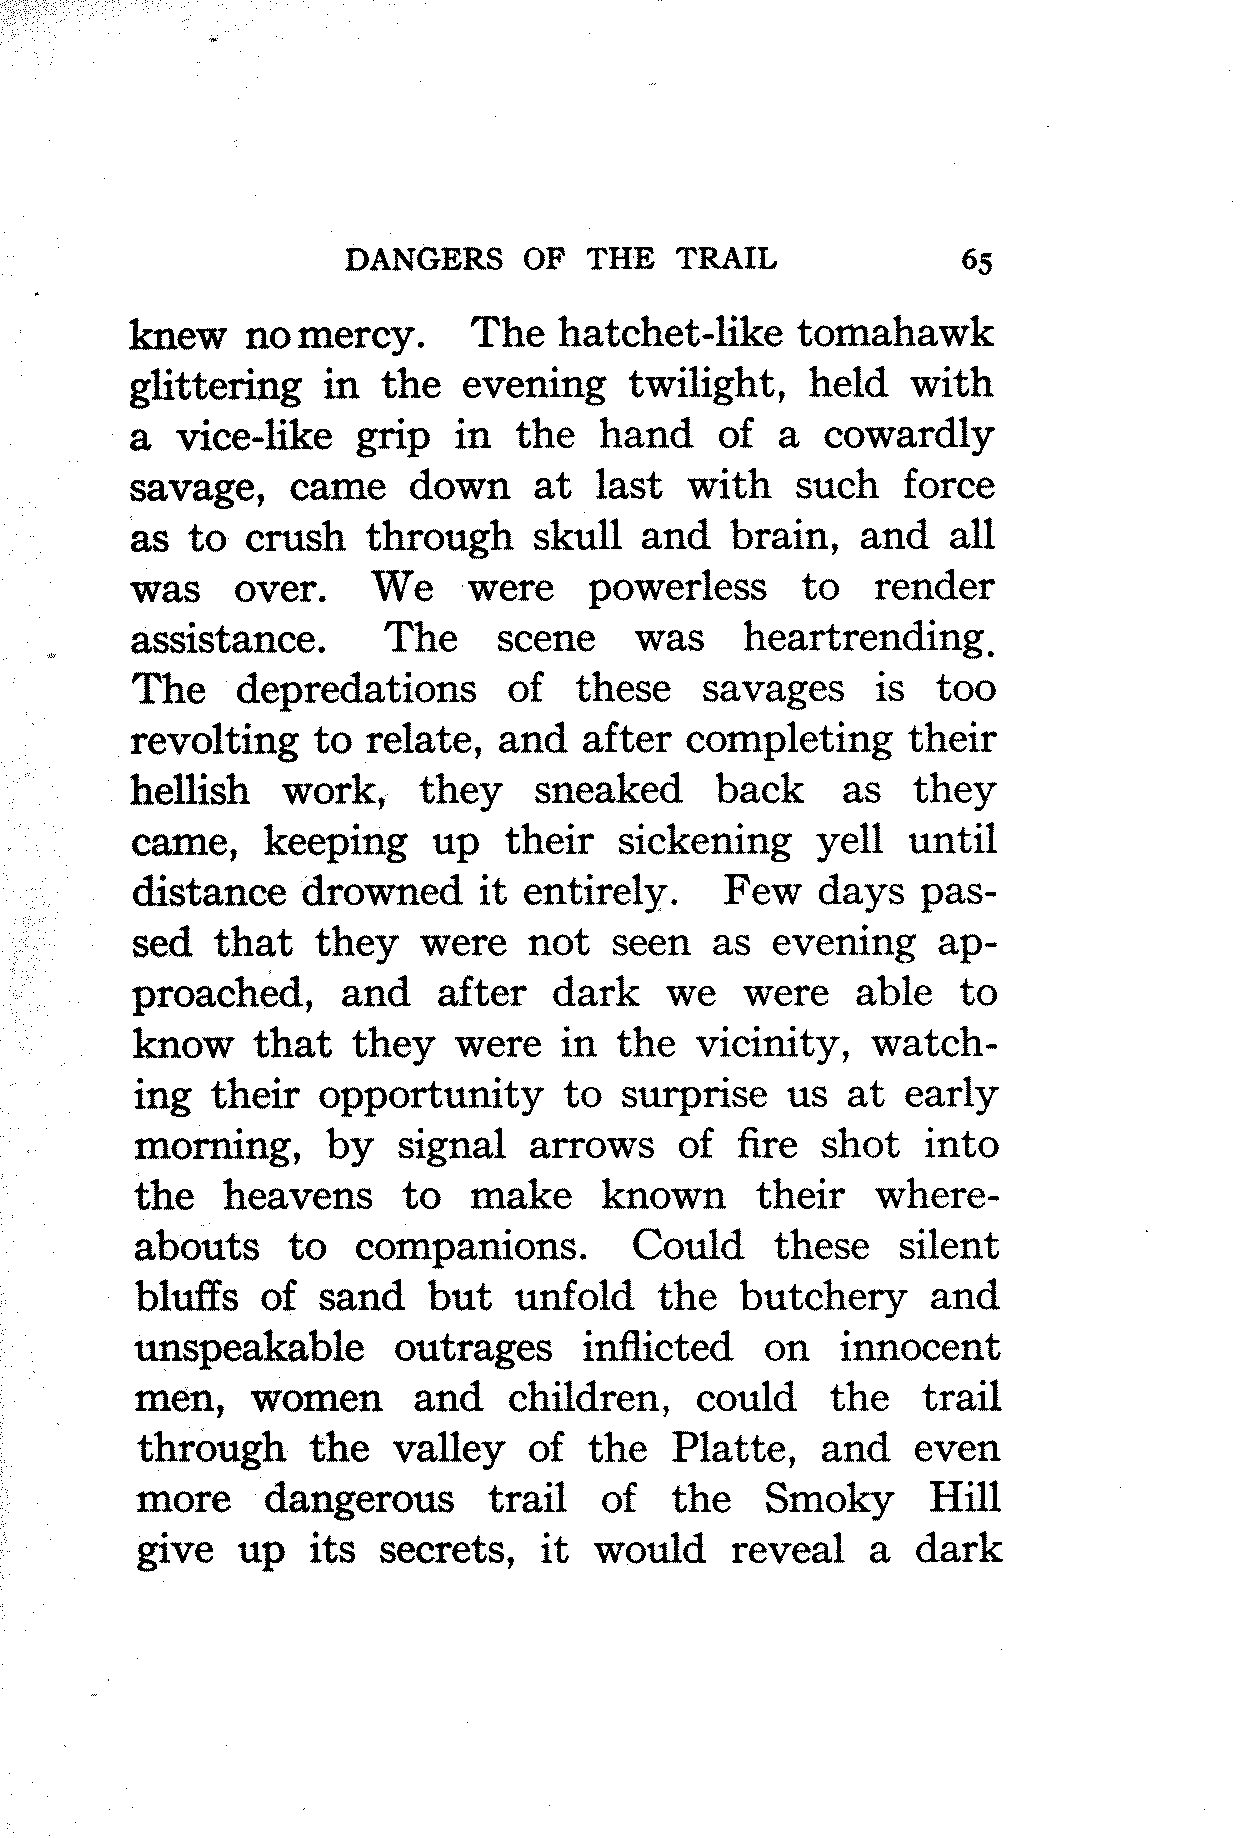 DANGERS OF THE TRAIL 65
knew no mercy. The hatchet-like tomahawk
glittering in the evening twilight, held with
a vice-like grip in the hand of a cowardly
savage, came down at last with such force
as to crush through skull and brain, and all
was over. We were powerless to render
assistance. The scene was heartrending.
The depredations of these savages is too
revolting to relate, and after completing their
hellish work, they sneaked back as they
came, keeping up their sickening yell until
distance drowned it entirely. Few days pas-
sed that they were not seen as evening ap-
proached, and after dark we were able to
know that they were in the vicinity, watch-
ing their opportunity to surprise us at early
morning, by signal arrows of fire shot into
the heavens to make known their where-
abouts to companions. Could these silent
bluffs of sand but unfold the butchery and
unspeakable outrages inflicted on innocent
men, women and children, could the trail
through the valley of the Platte, and even
more dangerous trail of the Smoky Hill
give up its secrets, it would reveal a dark